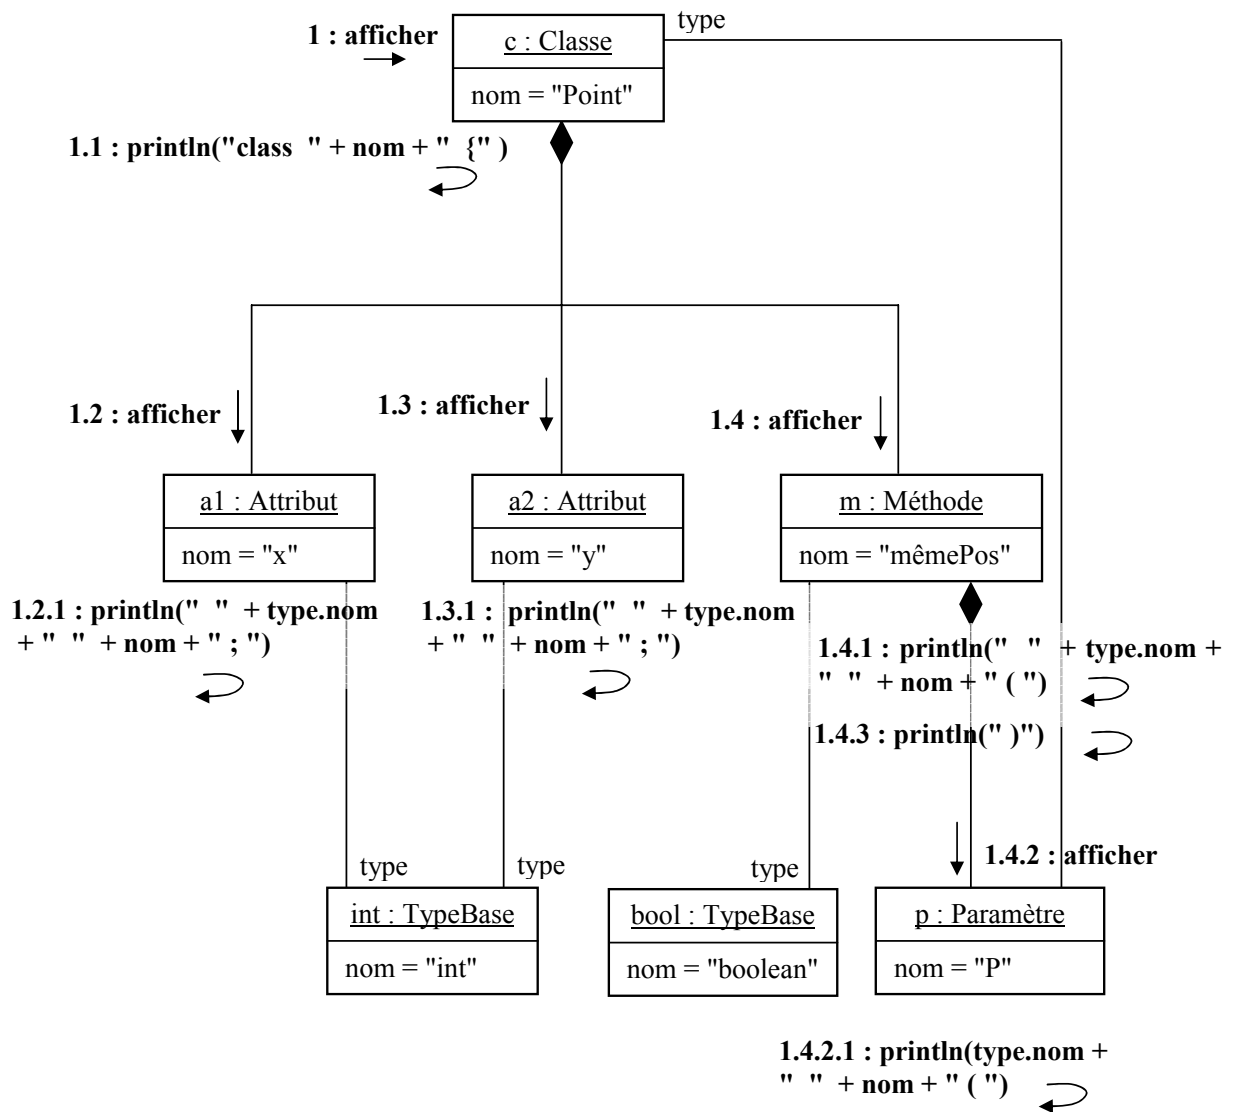 type
1 : afficher
c : Classe
nom = "Point"
1.1 : println("class  " + nom + "  {" )
1.2 : afficher
1.3 : afficher
1.4 : afficher
a1 : Attribut
nom = "x"
a2 : Attribut
nom = "y"
m : Méthode
nom = "mêmePos"
1.2.1 : println("  "  + type.nom
+ "  "  + nom + " ; ")
1.3.1 :  println("  "  + type.nom
+ "  "  + nom + " ; ")
1.4.1 : println("  "  + type.nom +
"  "  + nom + " ( ")
1.4.3 : println(" )")
1.4.2 : afficher
type
type
type
int : TypeBase
nom = "int"
bool : TypeBase
nom = "boolean"
p : Paramètre
nom = "P"
1.4.2.1 : println(type.nom +
"  "  + nom + " ( ")